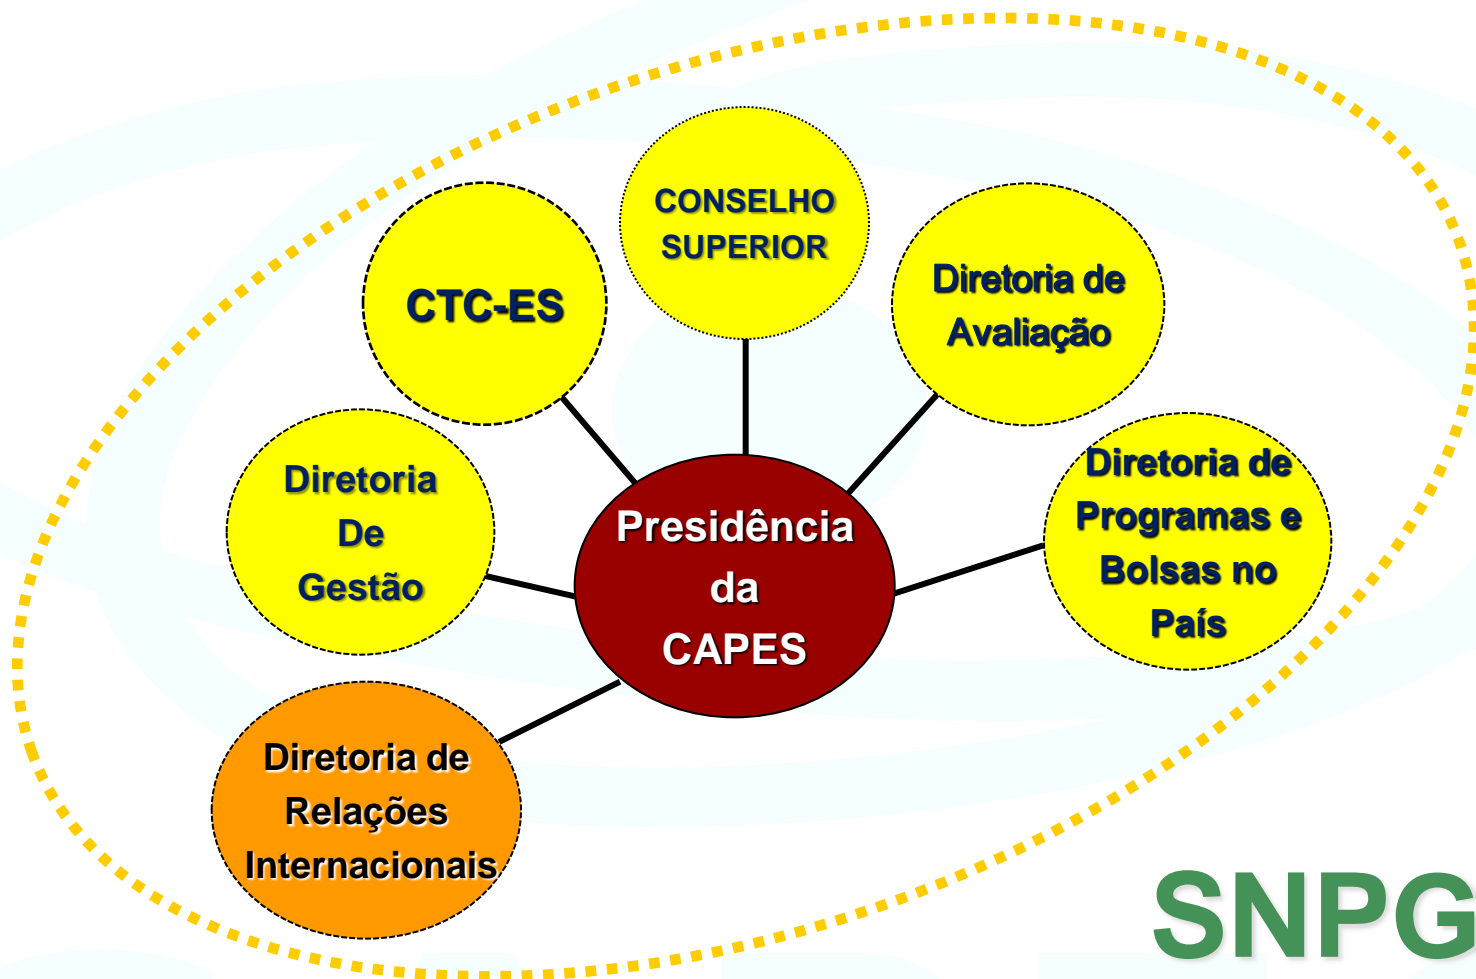 CONSELHO
SUPERIOR
CTC-ES
Diretoria de
Avaliação
Diretoria
De
Gestão
Diretoria de
Programas e
Bolsas no
País
Presidência
da
CAPES
Diretoria de
Relações
Internacionais
SNPG